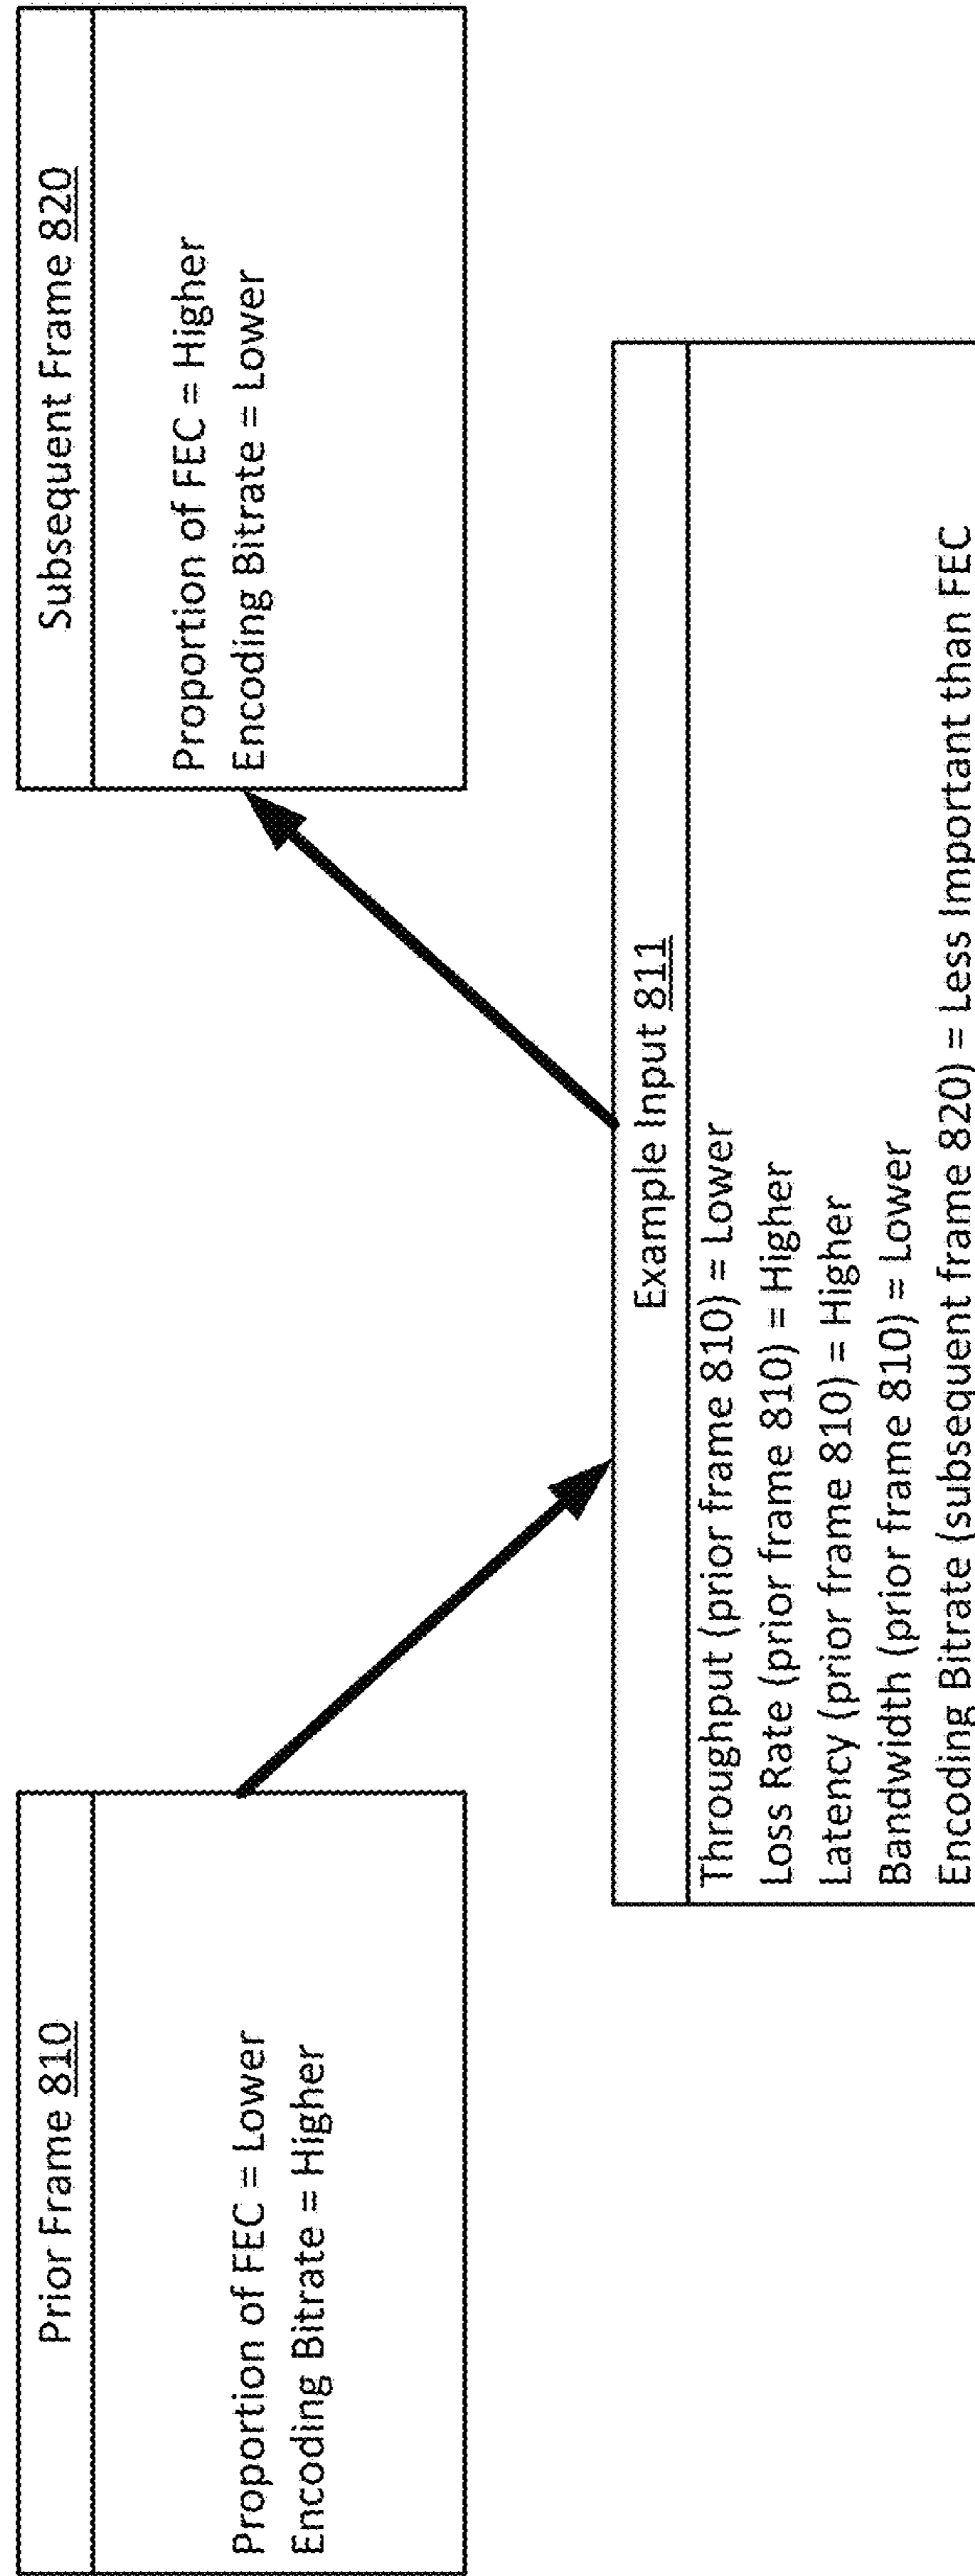 Prior Frame 810
Proportion of FEC = Lower
Encoding Bitrate = Higher
Example Input 811
Throughput (prior frame 810) = Lower
Loss Rate (prior frame 810) = Higher
Latency (prior frame 810) = Higher
Bandwidth (prior frame 810) = Lower
Encoding Bitrate (subsequent frame 820) = Less Important than FEC
Subsequent Frame 820
Proportion of FEC = Higher
Encoding Bitrate = Lower